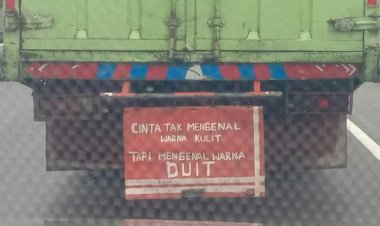 CINTA TAK MENGENAL
WARNA KULIT
TAPI MENGENAL WARNA
DUIT